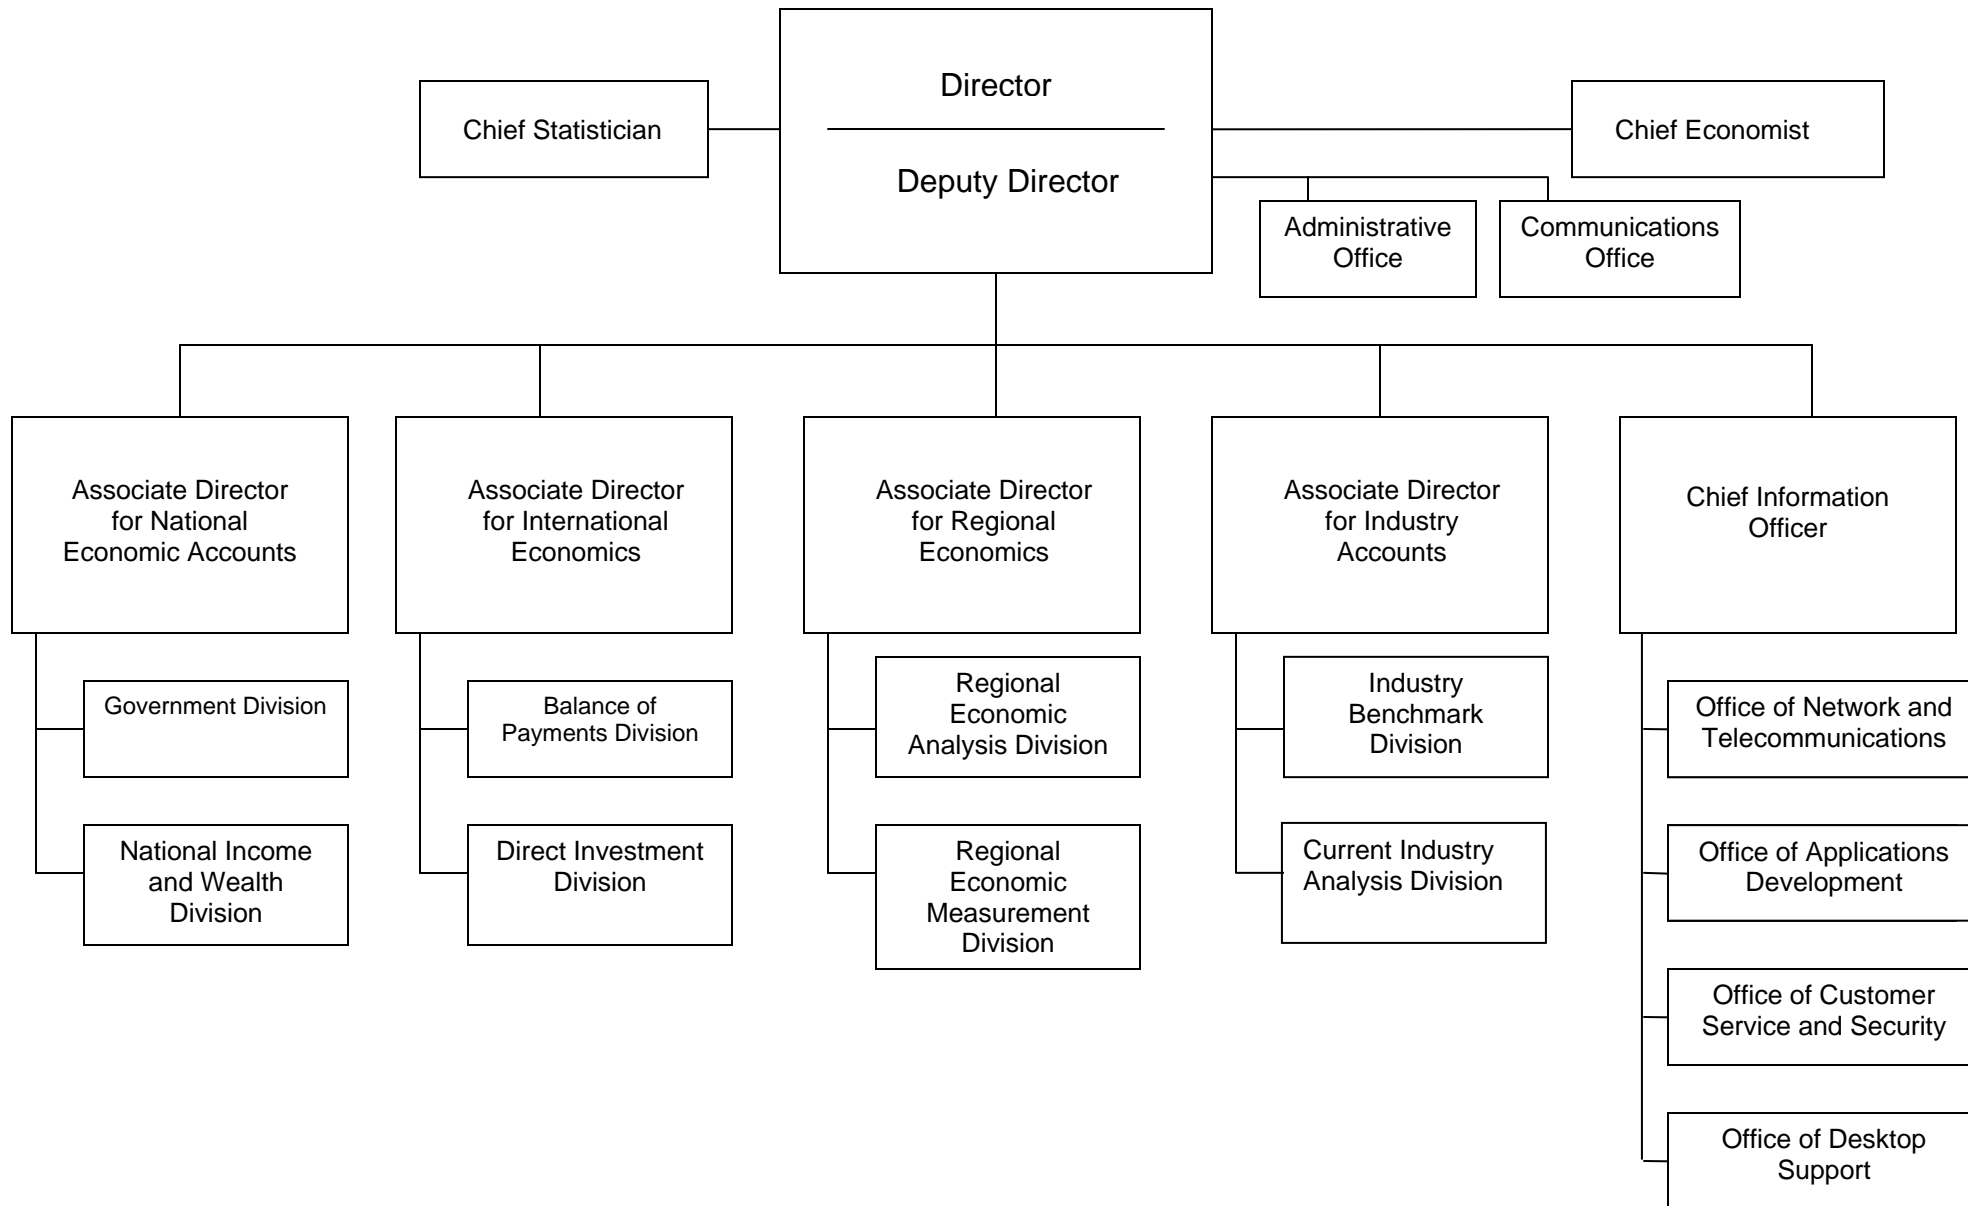 Director
Deputy Director
Chief Statistician
Chief Economist
Administrative
Office
Communications
Office
Associate Director
for National
Economic Accounts
Government Division
National Income
and Wealth
Division
Associate Director
for International
Economics
Balance of
Payments Division
Direct Investment
Division
Associate Director
for Regional
Economics
Regional
Economic
Analysis Division
Regional
Economic
Measurement
Division
Associate Director
for Industry
Accounts
Industry
Benchmark
Division
Current Industry
Analysis Division
Chief Information
Officer
Office of Network and
Telecommunications
Office of Applications
Development
Office of Customer
Service and Security
Office of Desktop
Support